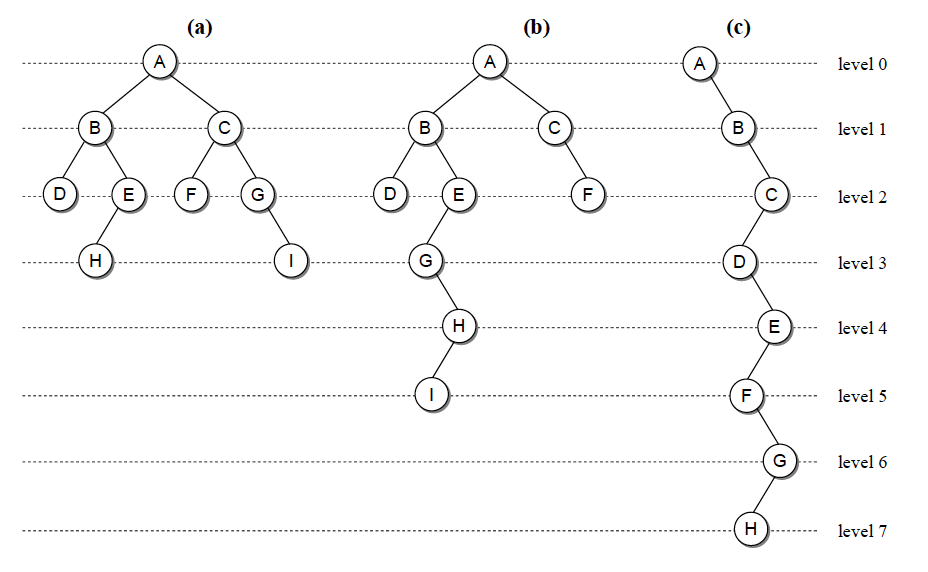 (a) (b) (c)
A A A level 0
B C B C B level 1
D E F G D E F C level 2
H I G D level 3
H E level 4
I F level 5
G level 6
H level 7